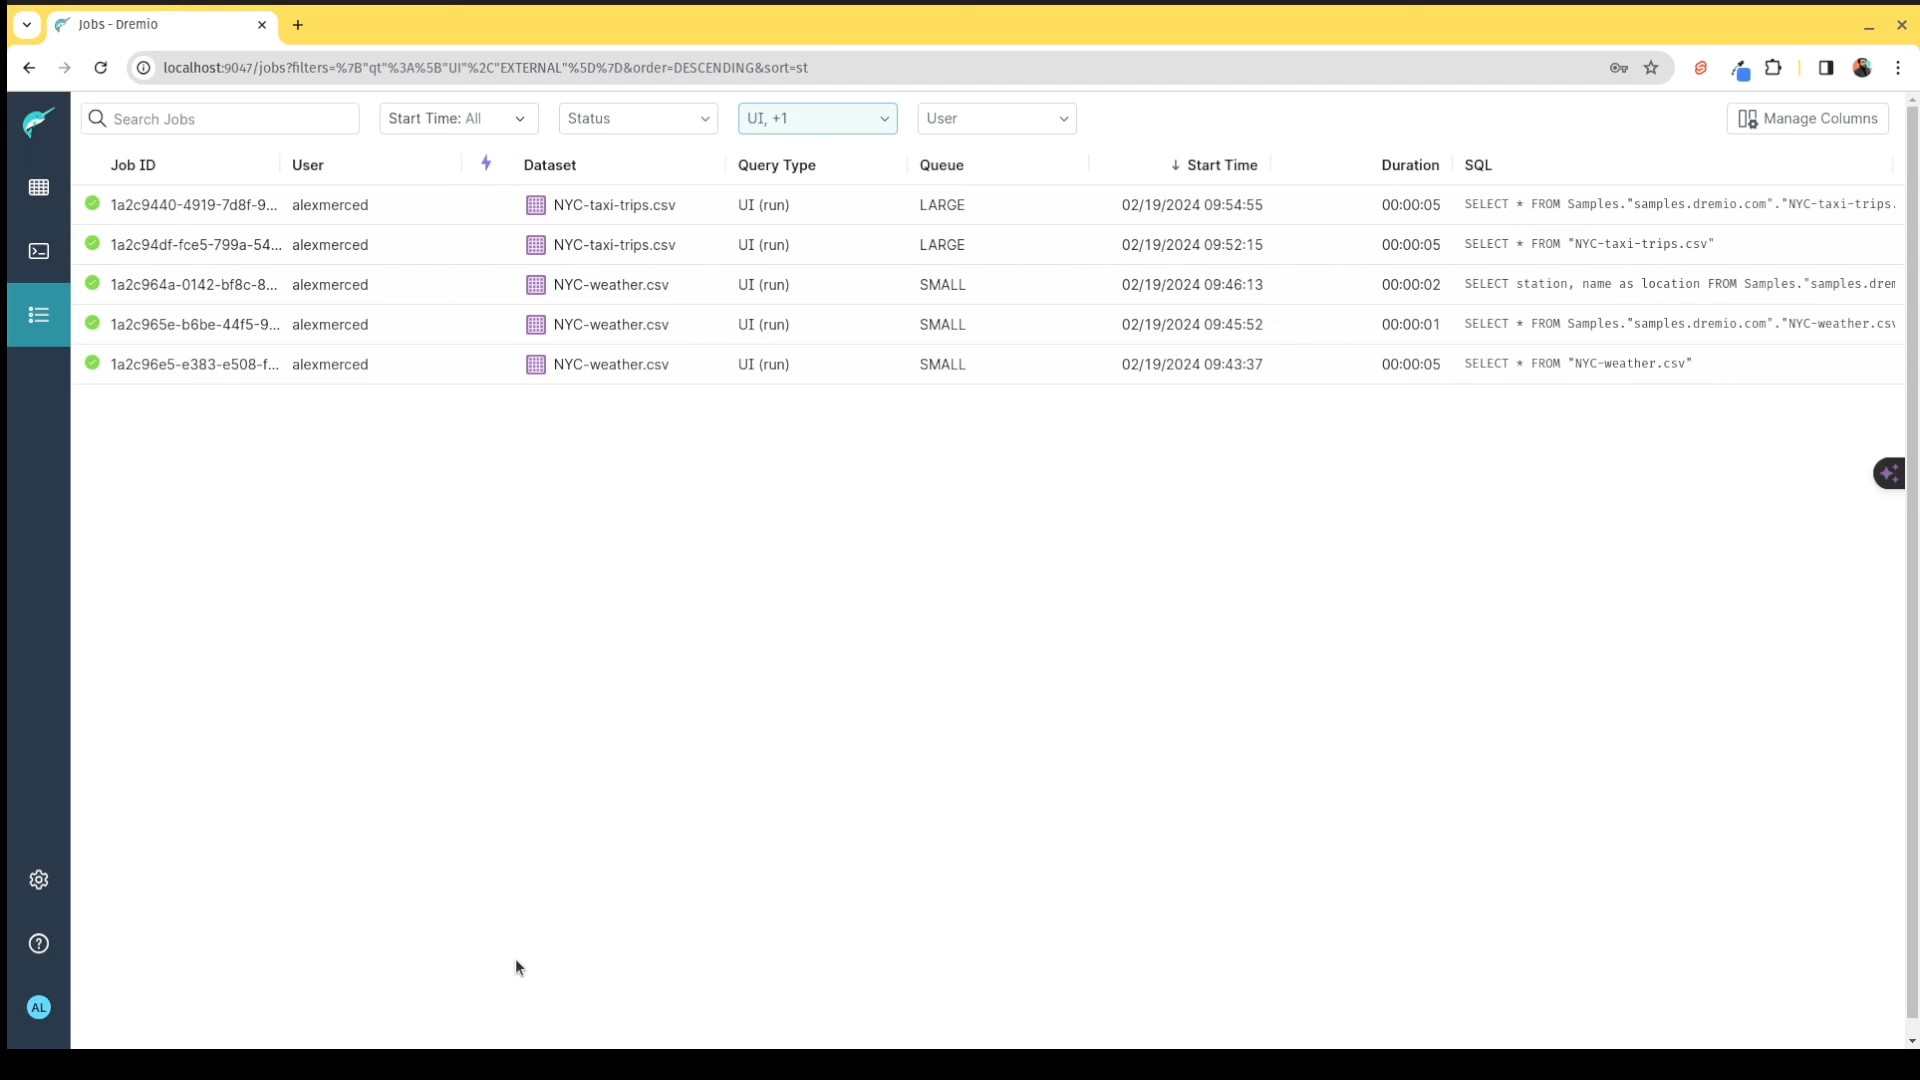 Jobs - Dremio
localhost:9047/jobs?filters=%7B"qt"%3A%5B"UI"%2C"EXTERNAL"%5D%7D&order=DESCENDING&sort=st
Search Jobs Start Time: All Status UI, +1 User Manage Columns
Job ID User Dataset Query Type Queue ↓ Start Time Duration SQL
1a2c9440-4919-7d8f-9... alexmerced NYC-taxi-trips.csv UI (run) LARGE 02/19/2024 09:54:55 00:00:05 SELECT * FROM Samples."samples.dremio.com"."NYC-taxi-trips.
1a2c94df-fce5-799a-54... alexmerced NYC-taxi-trips.csv UI (run) LARGE 02/19/2024 09:52:15 00:00:05 SELECT * FROM "NYC-taxi-trips.csv"
1a2c964a-0142-bf8c-8... alexmerced NYC-weather.csv UI (run) SMALL 02/19/2024 09:46:13 00:00:02 SELECT station, name as location FROM Samples."samples.drem
1a2c965e-b6be-44f5-9... alexmerced NYC-weather.csv UI (run) SMALL 02/19/2024 09:45:52 00:00:01 SELECT * FROM Samples."samples.dremio.com"."NYC-weather.csv
1a2c96e5-e383-e508-f... alexmerced NYC-weather.csv UI (run) SMALL 02/19/2024 09:43:37 00:00:05 SELECT * FROM "NYC-weather.csv"
AL